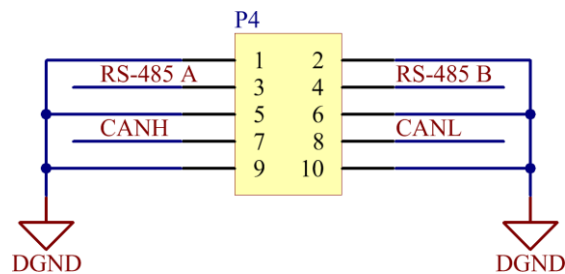 P4
1 2
RS-485 A 3 4 RS-485 B
5 6
CANH 7 8 CANL
9 10
DGND DGND